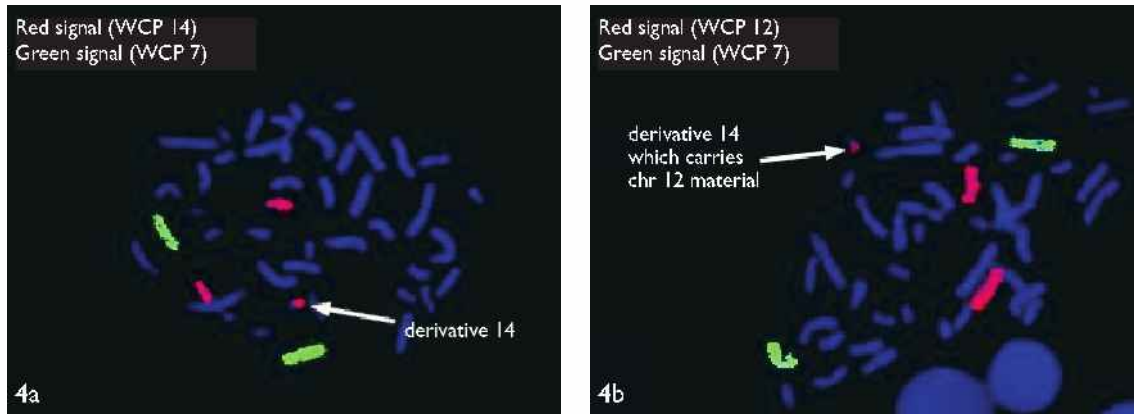 Red signal (WCP 14)
Green signal (WCP 7)
derivative 14
4a
Red signal (WCP 12)
Green signal (WCP 7)
derivative 14
which carries
chr 12 material
4b